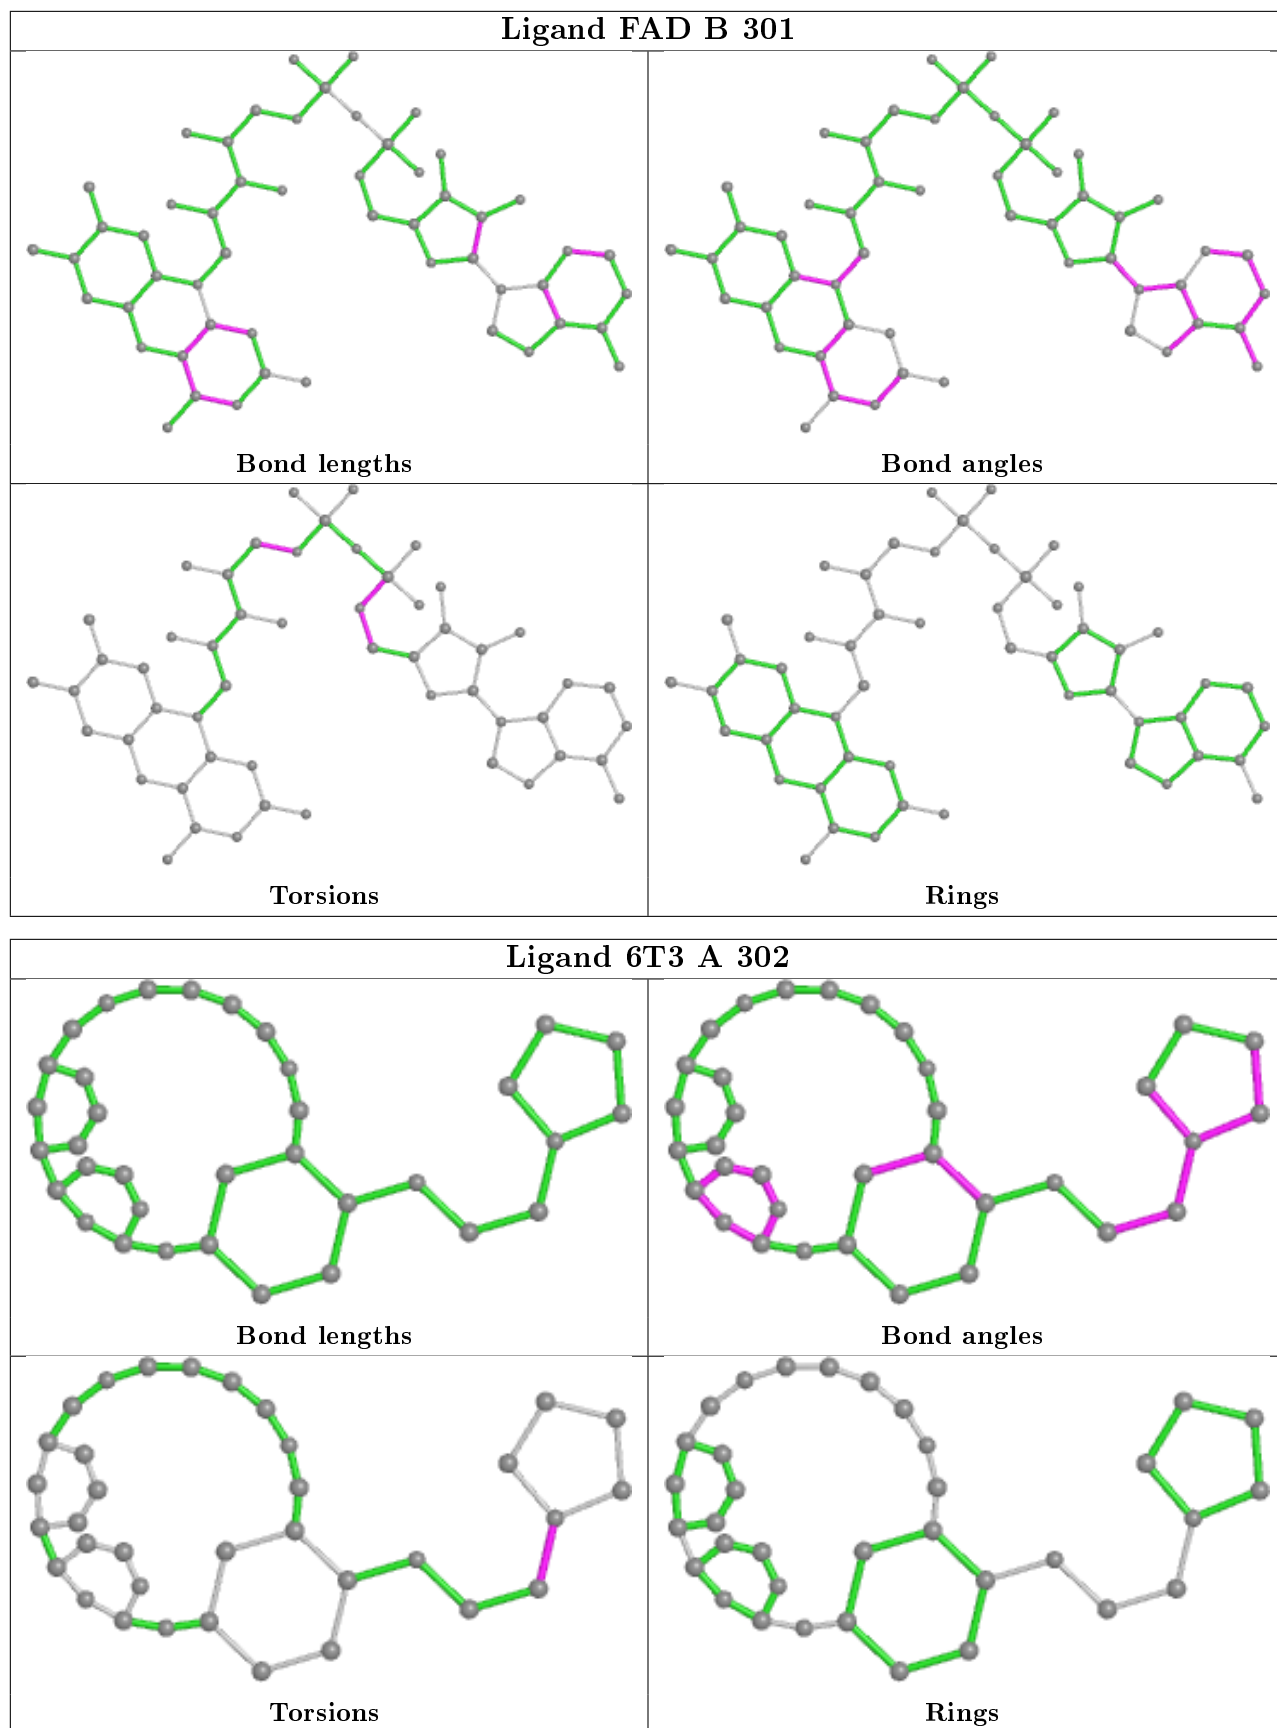 Ligand FAD B 301
Bond lengths
Bond angles
Torsions
Rings
Ligand 6T3 A 302
Bond lengths
Bond angles
Torsions
Rings